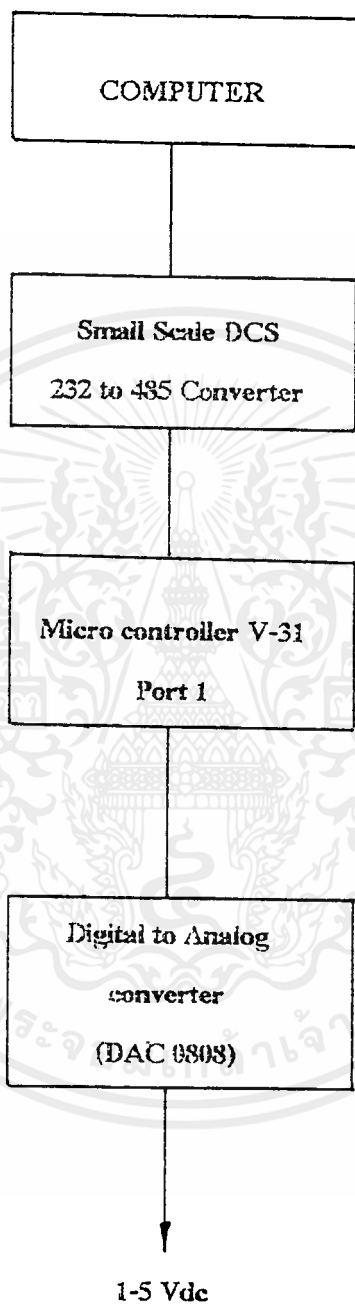 COMPUTER
Small Scale DCS
232 to 485 Converter
Micro controller V-31
Port 1
Digital to Analog
converter
(DAC 0808)
1-5 Vdc